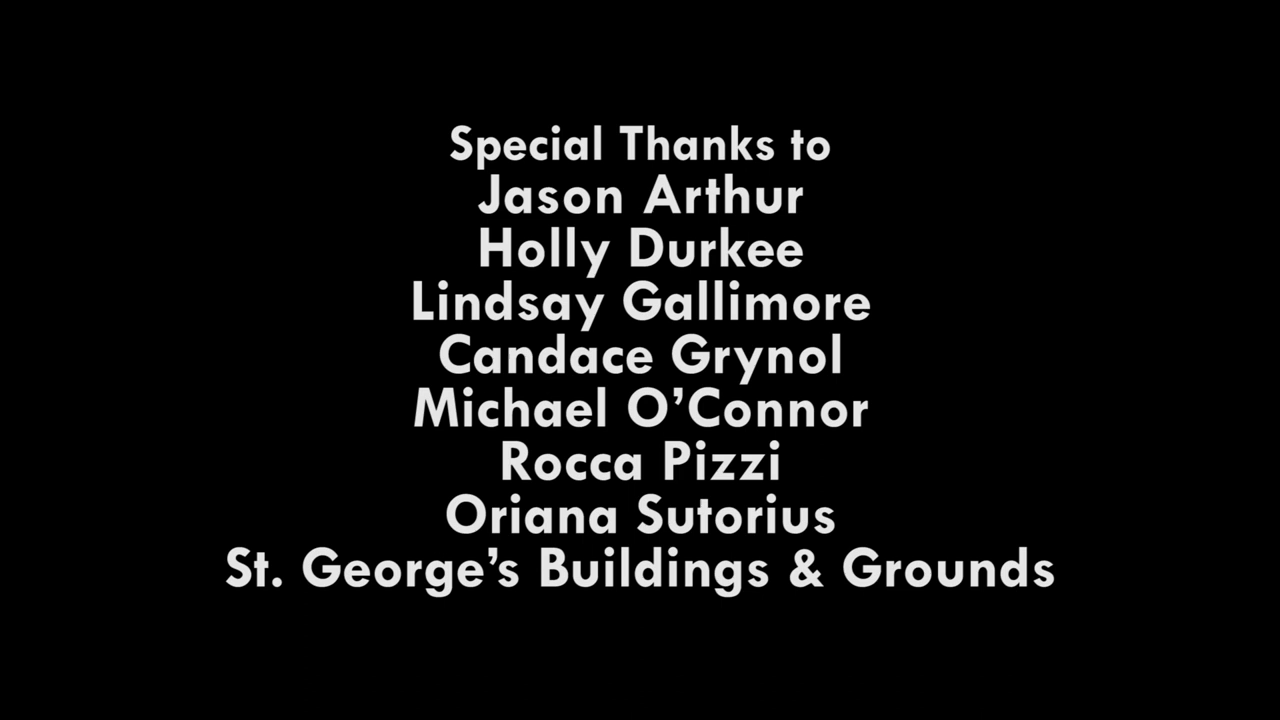 Special Thanks to
Jason Arthur
Holly Durkee
Lindsay Gallimore
Candace Grynol
Michael O’Connor
Rocca Pizzi
Oriana Sutorius
St. George’s Buildings & Grounds